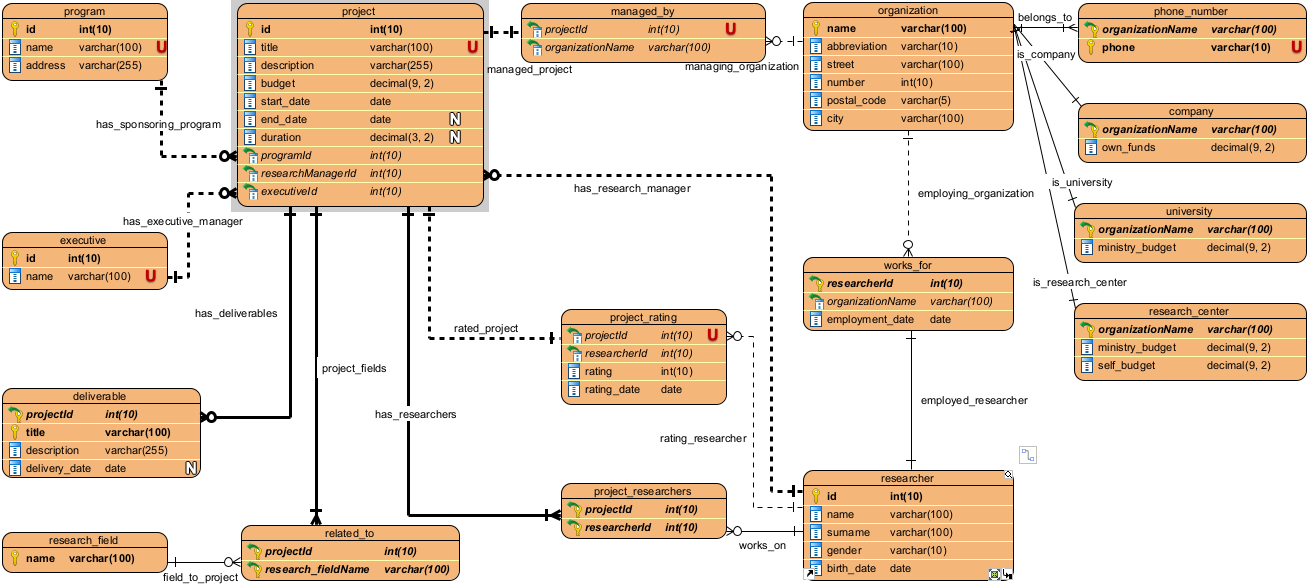 program
id int(10)
name varchar(100) U
address varchar(255)
has_sponsoring_program
has_executive_manager
executive
id int(10)
name varchar(100) U
has_deliverables
deliverable
projectId int(10)
title varchar(100)
description varchar(255)
delivery_date date N
research_field
name varchar(100)
field_to_project
project
id int(10)
title varchar(100) U
description varchar(255)
budget decimal(9, 2)
start_date date
end_date date N
duration decimal(3, 2) N
programId int(10)
researchManagerId int(10)
executiveId int(10)
project_fields
has_researchers
related_to
projectId int(10)
research_fieldName varchar(100)
managed_by
projectId int(10) U
organizationName varchar(100)
managed_project
managing_organization
has_research_manager
rated_project
project_rating
projectId int(10) U
researcherId int(10)
rating int(10)
rating_date date
rating_researcher
project_researchers
projectId int(10)
researcherId int(10)
works_on
organization
name varchar(100)
abbreviation varchar(10)
street varchar(100)
number int(10)
postal_code varchar(5)
city varchar(100)
employing_organization
works_for
researcherId int(10)
organizationName varchar(100)
employment_date date
employed_researcher
researcher
id int(10)
name varchar(100)
surname varchar(100)
gender varchar(10)
birth_date date
belongs_to
is_company
is_university
is_research_center
phone_number
organizationName varchar(100)
phone varchar(10) U
company
organizationName varchar(100)
own_funds decimal(9, 2)
university
organizationName varchar(100)
ministry_budget decimal(9, 2)
research_center
organizationName varchar(100)
ministry_budget decimal(9, 2)
self_budget decimal(9, 2)